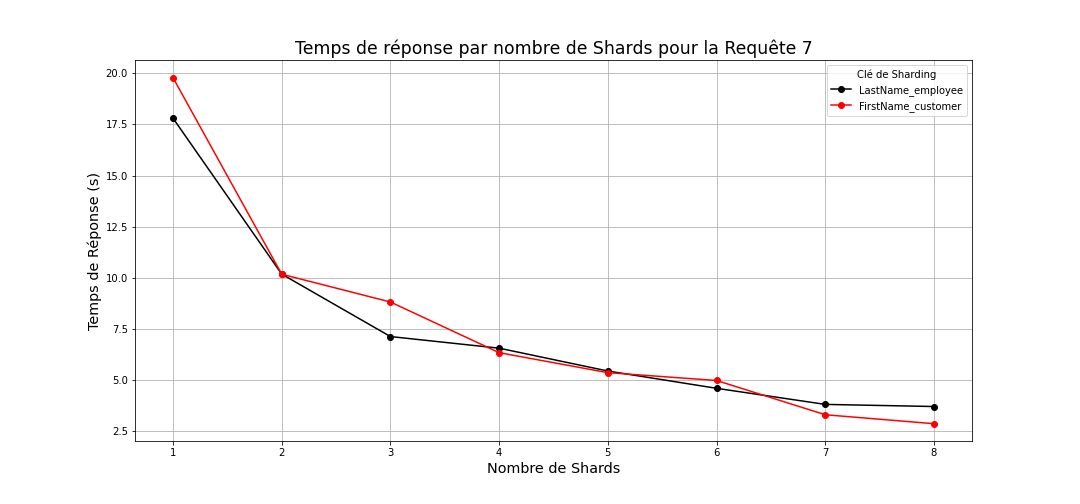 Temps de réponse par nombre de Shards pour la Requête 7
Clé de Sharding
LastName_employee
FirstName_customer
Temps de Réponse (s)
20.0
17.5
15.0
12.5
10.0
7.5
5.0
2.5
1 2 3 4 5 6 7 8
Nombre de Shards